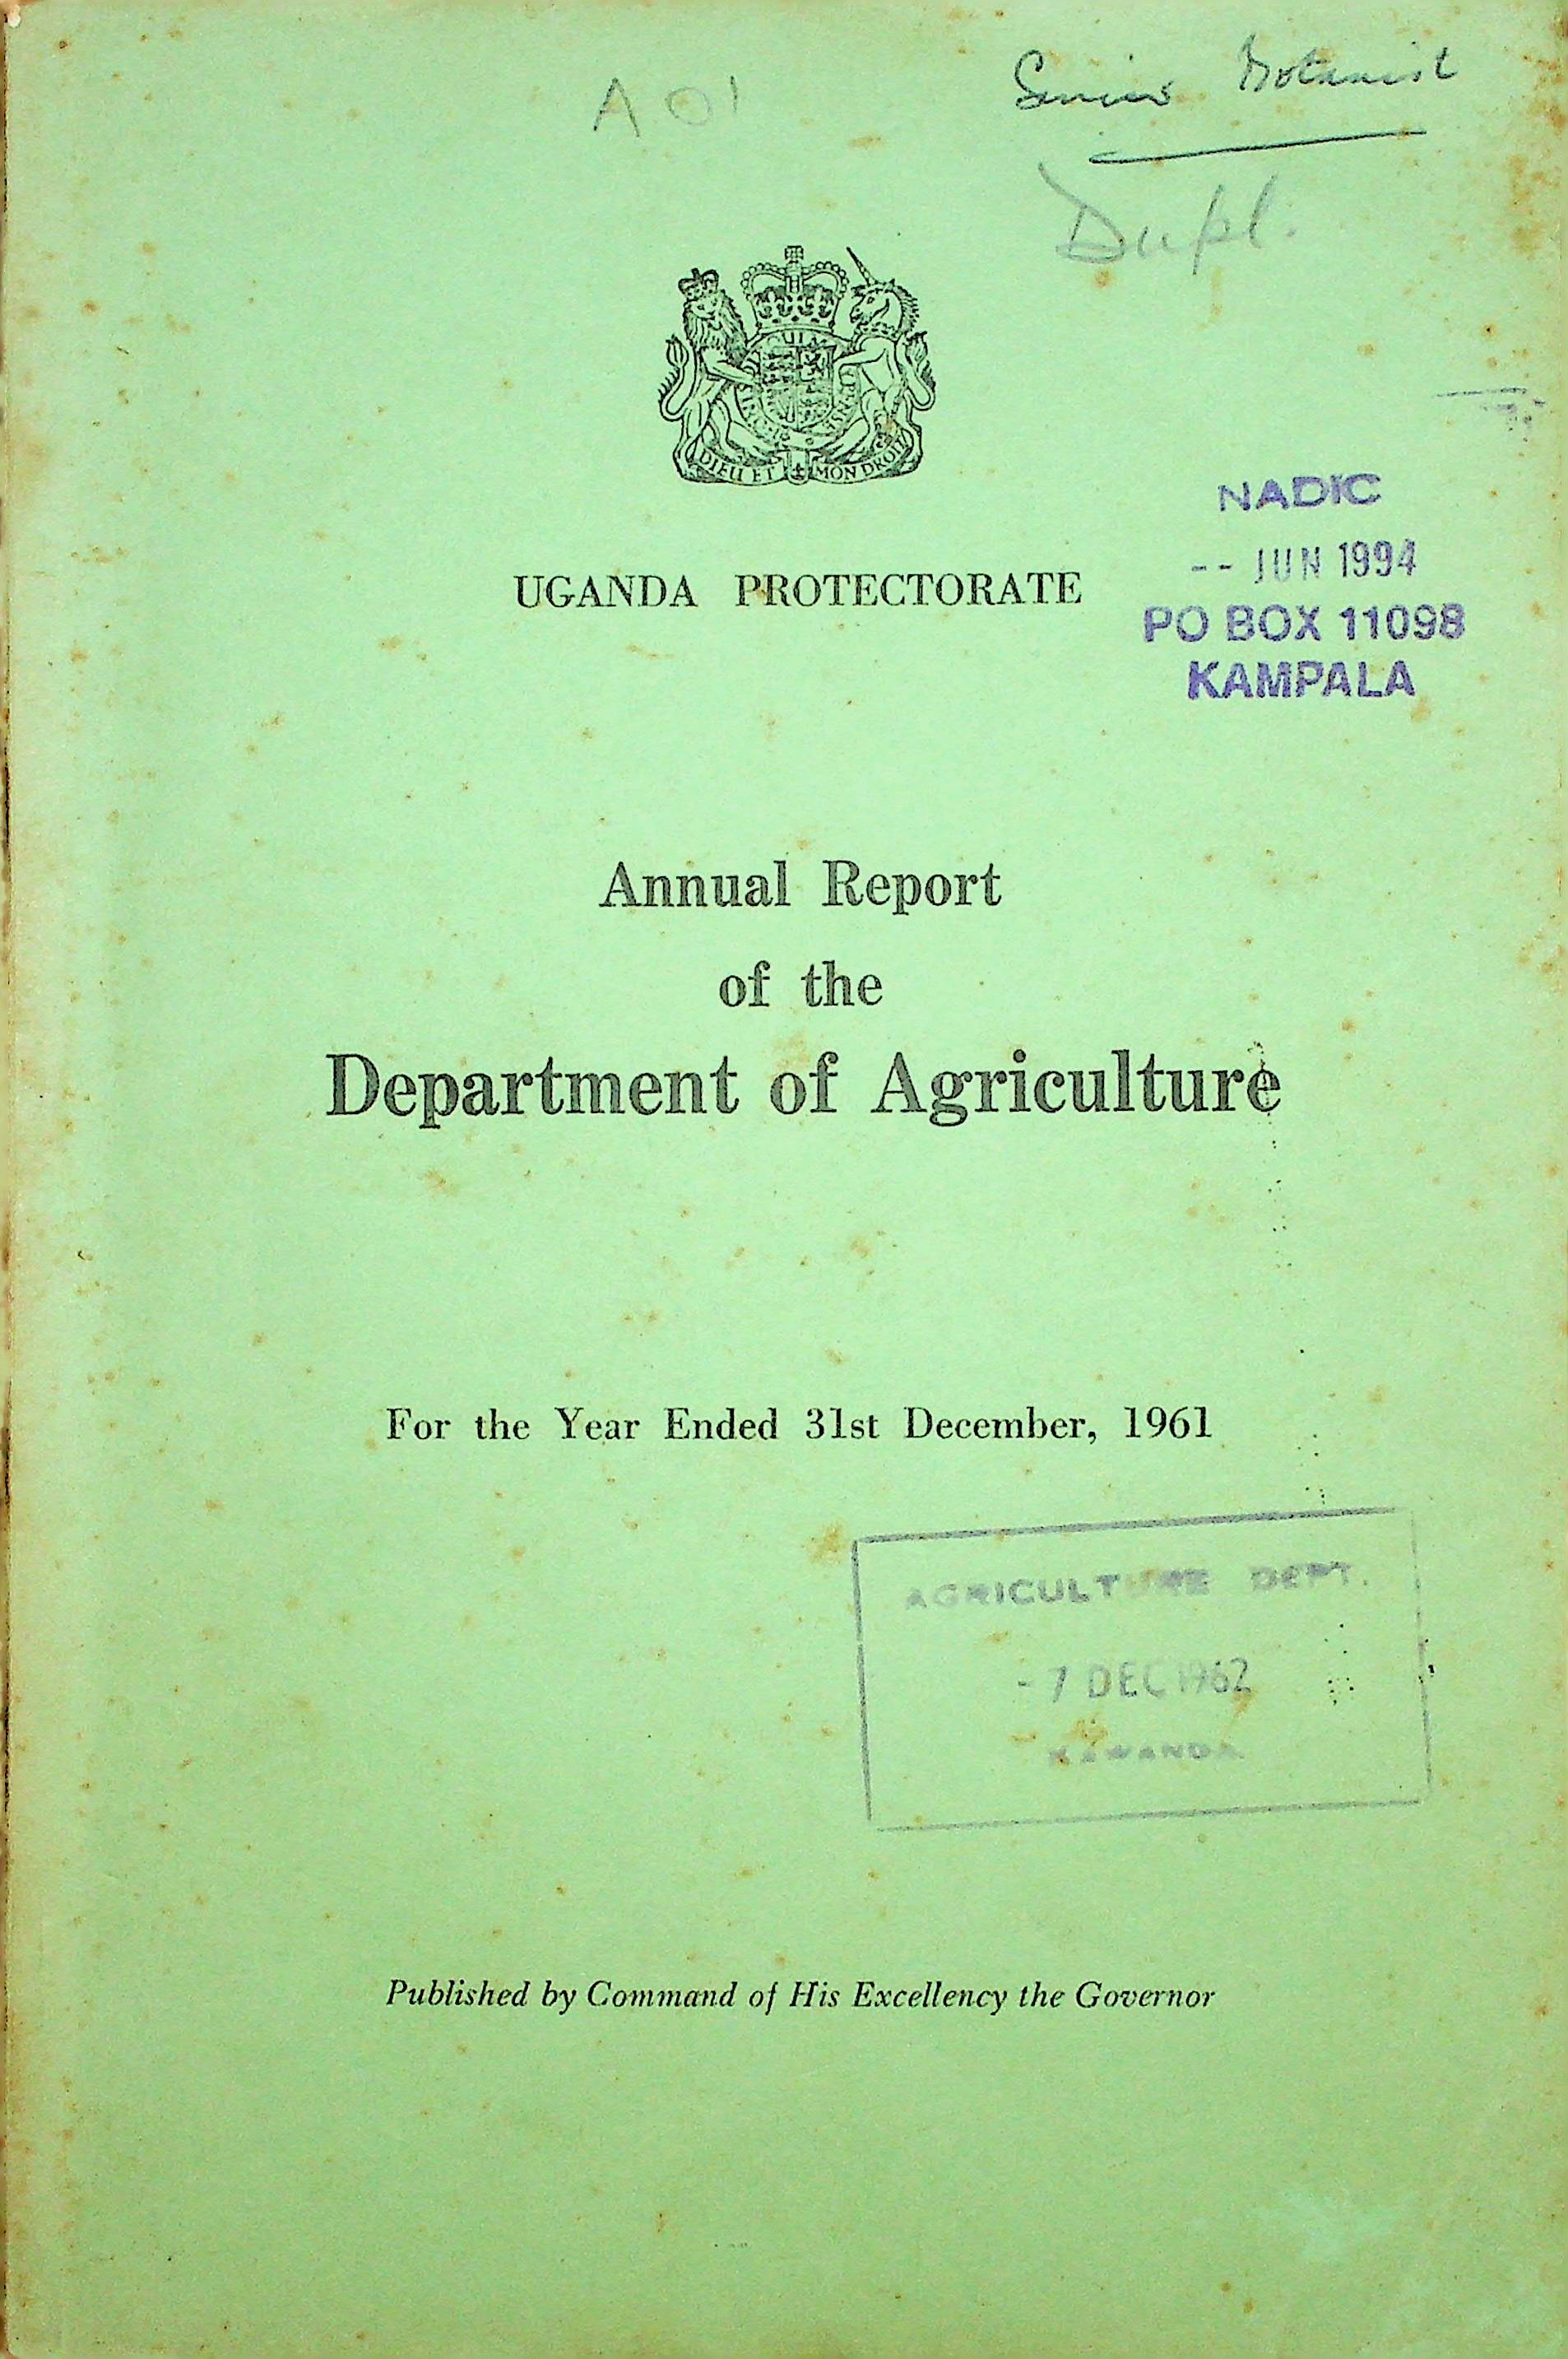 A 01
Senior Botanist
Dupl.
DIEU ET MON DROIT
NADIC
-- JUN 1994
PO BOX 11098
KAMPALA
UGANDA PROTECTORATE
Annual Report
of the
Department of Agriculture
For the Year Ended 31st December, 1961
AGRICULTURE DEPT.
- 7 DEC 1962
KAWANDA
Published by Command of His Excellency the Governor